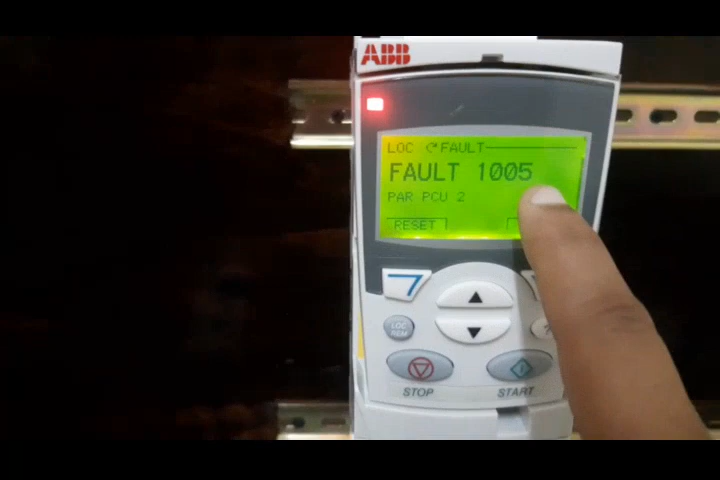 ABB
LOC FAULT
FAULT 1005
PAR PCU 2
RESET
LOC
REM
?
STOP START